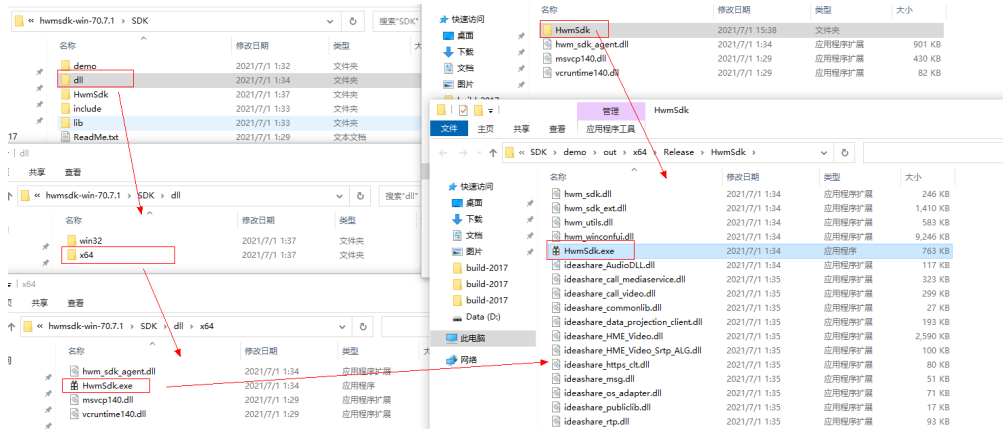 « hwmsdk-win-70.7.1 › SDK › 搜索"SDK"
名称 修改日期 类型 大
demo 2021/7/1 1:32 文件夹
dll 2021/7/1 1:34 文件夹
HwmSdk 2021/7/1 1:37 文件夹
include 2021/7/1 1:33 文件夹
lib 2021/7/1 1:33 文件夹
17 ReadMe.txt 2021/7/1 1:29 文本文档
dll
共享 查看
« hwmsdk-win-70.7.1 › SDK › dll 搜索"dll"
名称 修改日期 类型
win32 2021/7/1 1:37 文件夹
x64 2021/7/1 1:37 文件夹
x64
共享 查看
« hwmsdk-win-70.7.1 › SDK › dll › x64
名称 修改日期 类型 大
hwm_sdk_agent.dll 2021/7/1 1:34 应用程序扩展
HwmSdk.exe 2021/7/1 1:34 应用程序
msvcp140.dll 2021/7/1 1:29 应用程序扩展
vcruntime140.dll 2021/7/1 1:29 应用程序扩展
名称 修改日期 类型 大小
快速访问
桌面
下载
文档
图片
build-2017
HwmSdk 2021/7/1 15:38 文件夹
hwm_sdk_agent.dll 2021/7/1 1:34 应用程序扩展 901 KB
msvcp140.dll 2021/7/1 1:29 应用程序扩展 430 KB
vcruntime140.dll 2021/7/1 1:29 应用程序扩展 82 KB
管理 HwmSdk
文件 主页 共享 查看 应用程序工具
« SDK › demo › out › x64 › Release › HwmSdk ›
快速访问
桌面
下载
文档
图片
build-2017
build-2017
build-2017
Data (D:)
此电脑
网络
名称 修改日期 类型 大小
hwm_sdk.dll 2021/7/1 1:34 应用程序扩展 246 KB
hwm_sdk_ext.dll 2021/7/1 1:34 应用程序扩展 1,410 KB
hwm_utils.dll 2021/7/1 1:34 应用程序扩展 583 KB
hwm_winconfui.dll 2021/7/1 1:34 应用程序扩展 9,246 KB
HwmSdk.exe 2021/7/1 1:34 应用程序 763 KB
ideashare_AudioDLL.dll 2021/7/1 1:34 应用程序扩展 117 KB
ideashare_call_mediaservice.dll 2021/7/1 1:35 应用程序扩展 323 KB
ideashare_call_video.dll 2021/7/1 1:35 应用程序扩展 299 KB
ideashare_commonlib.dll 2021/7/1 1:35 应用程序扩展 27 KB
ideashare_data_projection_client.dll 2021/7/1 1:35 应用程序扩展 193 KB
ideashare_HME_Video.dll 2021/7/1 1:35 应用程序扩展 2,590 KB
ideashare_HME_Video_Srtp_ALG.dll 2021/7/1 1:35 应用程序扩展 100 KB
ideashare_https_clt.dll 2021/7/1 1:35 应用程序扩展 80 KB
ideashare_msg.dll 2021/7/1 1:35 应用程序扩展 51 KB
ideashare_os_adapter.dll 2021/7/1 1:35 应用程序扩展 71 KB
ideashare_publiclib.dll 2021/7/1 1:35 应用程序扩展 17 KB
ideashare_rtp.dll 2021/7/1 1:35 应用程序扩展 93 KB